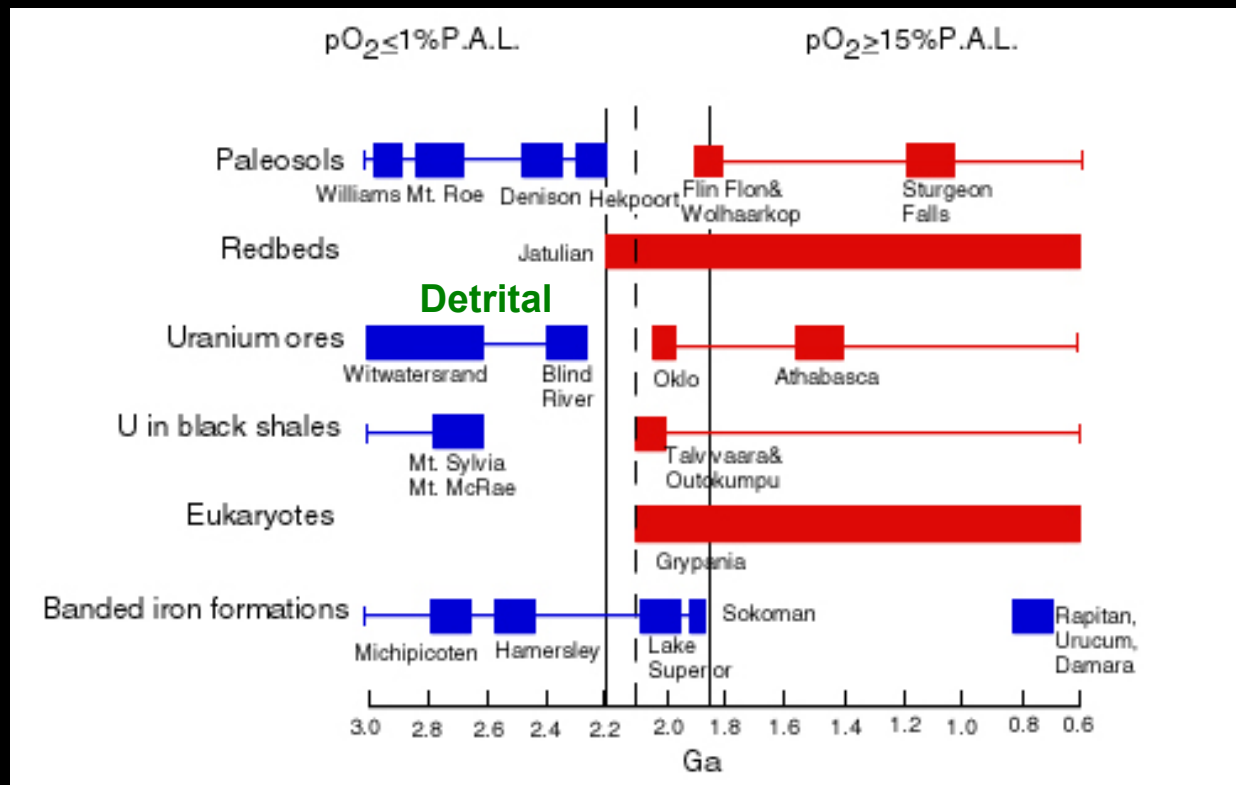 pO2≤1%P.A.L.
pO2≥15%P.A.L.
Paleosols
Williams Mt. Roe
Denison
Hekpoort
Flin Flon&
Wolhaarkop
Sturgeon
Falls
Redbeds
Jatulian
Detrital
Uranium ores
Witwatersrand
Blind
River
Oklo
Athabasca
U in black shales
Mt. Sylvia
Mt. McRae
Talvivaara&
Outokumpu
Eukaryotes
Grypania
Banded iron formations
Michipicoten
Hamersley
Lake
Superior
Sokoman
Rapitan,
Urucum,
Damara
3.0 2.8 2.6 2.4 2.2 2.0 1.8 1.6 1.4 1.2 1.0 0.8 0.6
Ga